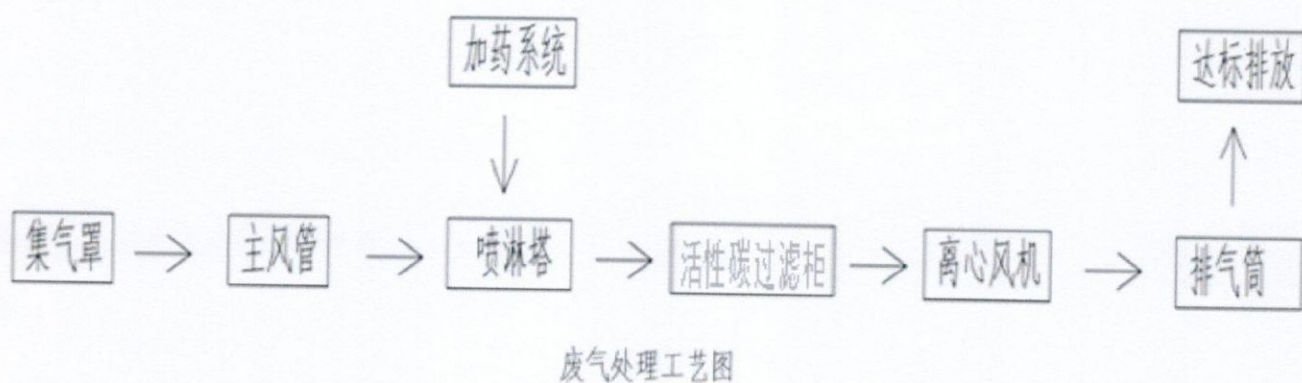 加药系统
达标排放
集气罩
主风管
喷淋塔
活性碳过滤柜
离心风机
排气筒
废气处理工艺图